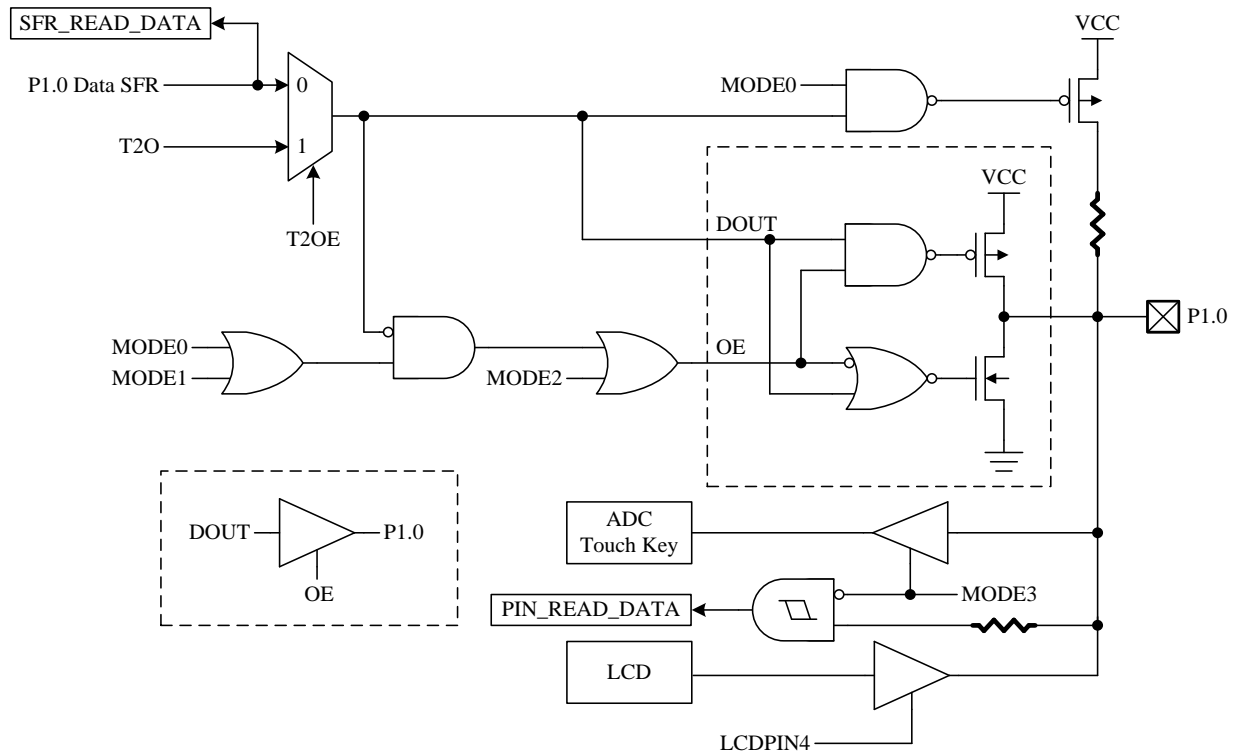 SFR_READ_DATA
VCC
P1.0 Data SFR
0
MODE0
T2O
1
VCC
T2OE
DOUT
P1.0
MODE0
MODE1
MODE2
OE
DOUT
P1.0
OE
ADC
Touch Key
MODE3
PIN_READ_DATA
LCD
LCDPIN4